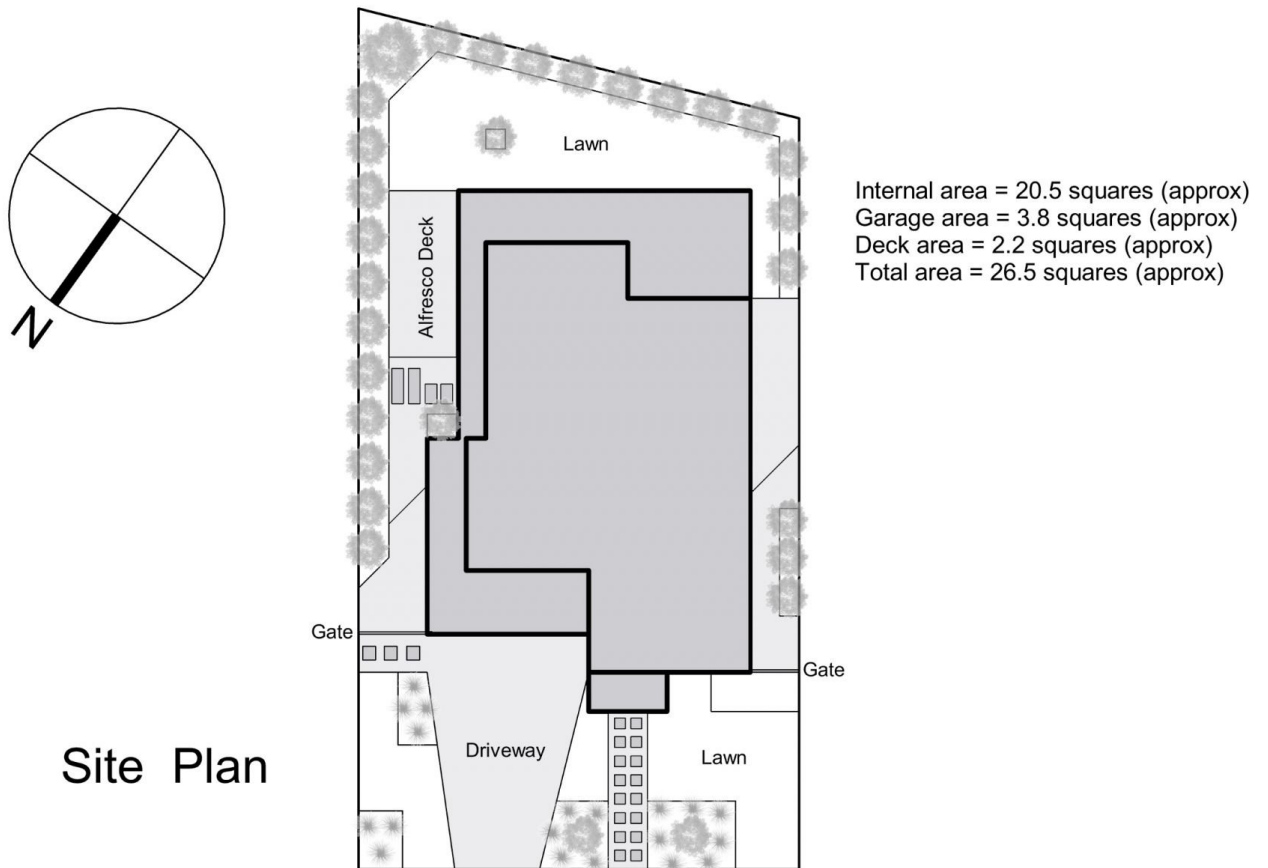 Lawn
Alfresco Deck
N
Internal area = 20.5 squares (approx)
Garage area = 3.8 squares (approx)
Deck area = 2.2 squares (approx)
Total area = 26.5 squares (approx)
Gate
Gate
Driveway
Lawn
Site Plan